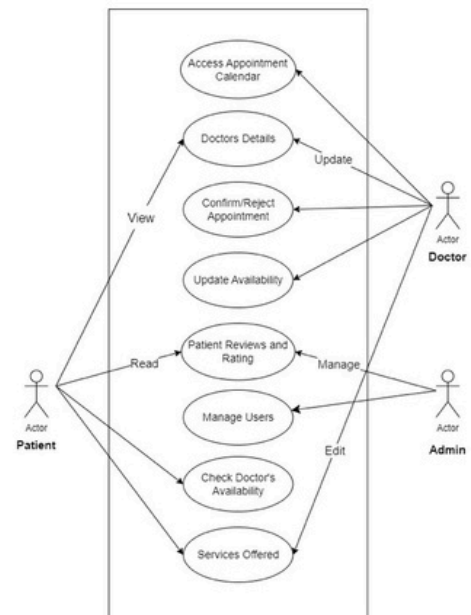 Access Appointment
Calendar
Doctors Details
Update
Confirm/Reject
Appointment
View
Actor
Doctor
Update Availability
Patient Reviews and
Rating
Read
Manage
Actor
Patient
Manage Users
Actor
Admin
Edit
Check Doctor's
Availability
Services Offered